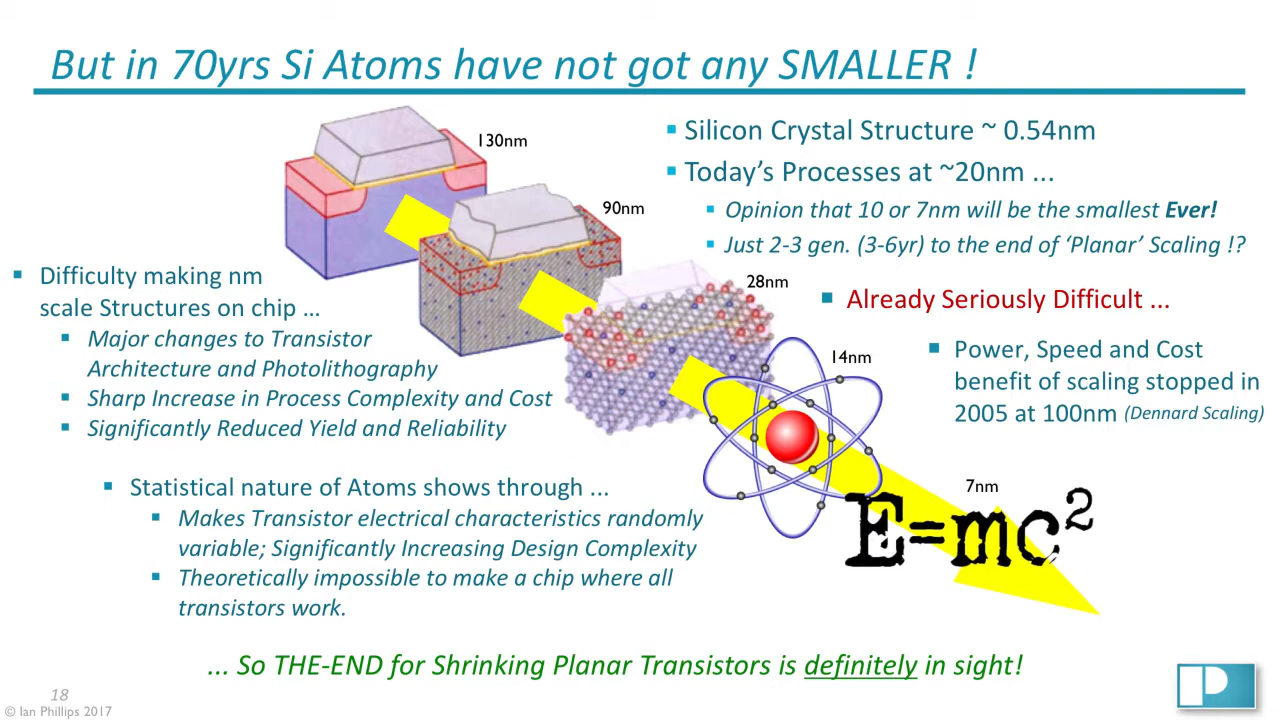 But in 70yrs Si Atoms have not got any SMALLER !
130nm
90nm
28nm
14nm
7nm
E=mc²
▪ Silicon Crystal Structure ~ 0.54nm
▪ Today’s Processes at ~20nm ...
▪ Opinion that 10 or 7nm will be the smallest Ever!
▪ Just 2-3 gen. (3-6yr) to the end of ‘Planar’ Scaling !?
▪ Already Seriously Difficult ...
▪ Power, Speed and Cost
benefit of scaling stopped in
2005 at 100nm (Dennard Scaling)
▪ Difficulty making nm
scale Structures on chip …
▪ Major changes to Transistor
Architecture and Photolithography
▪ Sharp Increase in Process Complexity and Cost
▪ Significantly Reduced Yield and Reliability
▪ Statistical nature of Atoms shows through ...
▪ Makes Transistor electrical characteristics randomly
variable; Significantly Increasing Design Complexity
▪ Theoretically impossible to make a chip where all
transistors work.
... So THE-END for Shrinking Planar Transistors is definitely in sight!
18
© Ian Phillips 2017
P